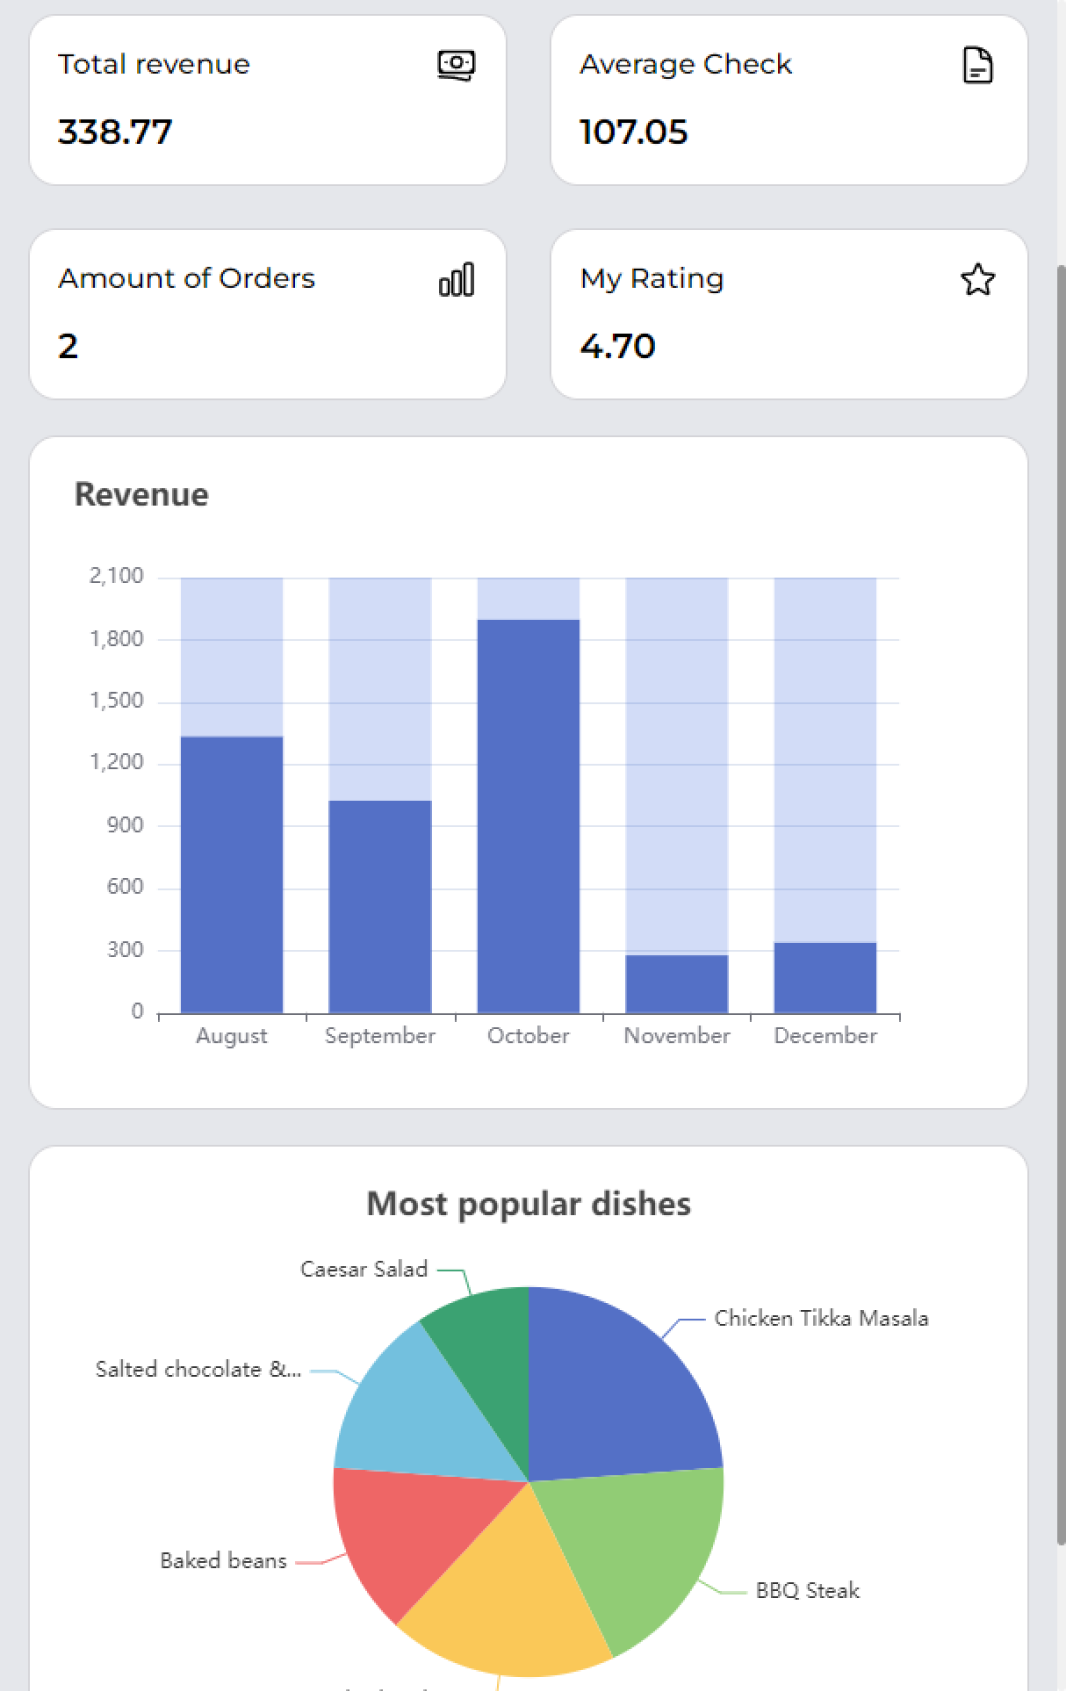 Total revenue
338.77
Average Check
107.05
Amount of Orders
2
My Rating
4.70
Revenue
2,100
1,800
1,500
1,200
900
600
300
0
August September October November December
Most popular dishes
Caesar Salad
Chicken Tikka Masala
Salted chocolate &...
Baked beans
BBQ Steak